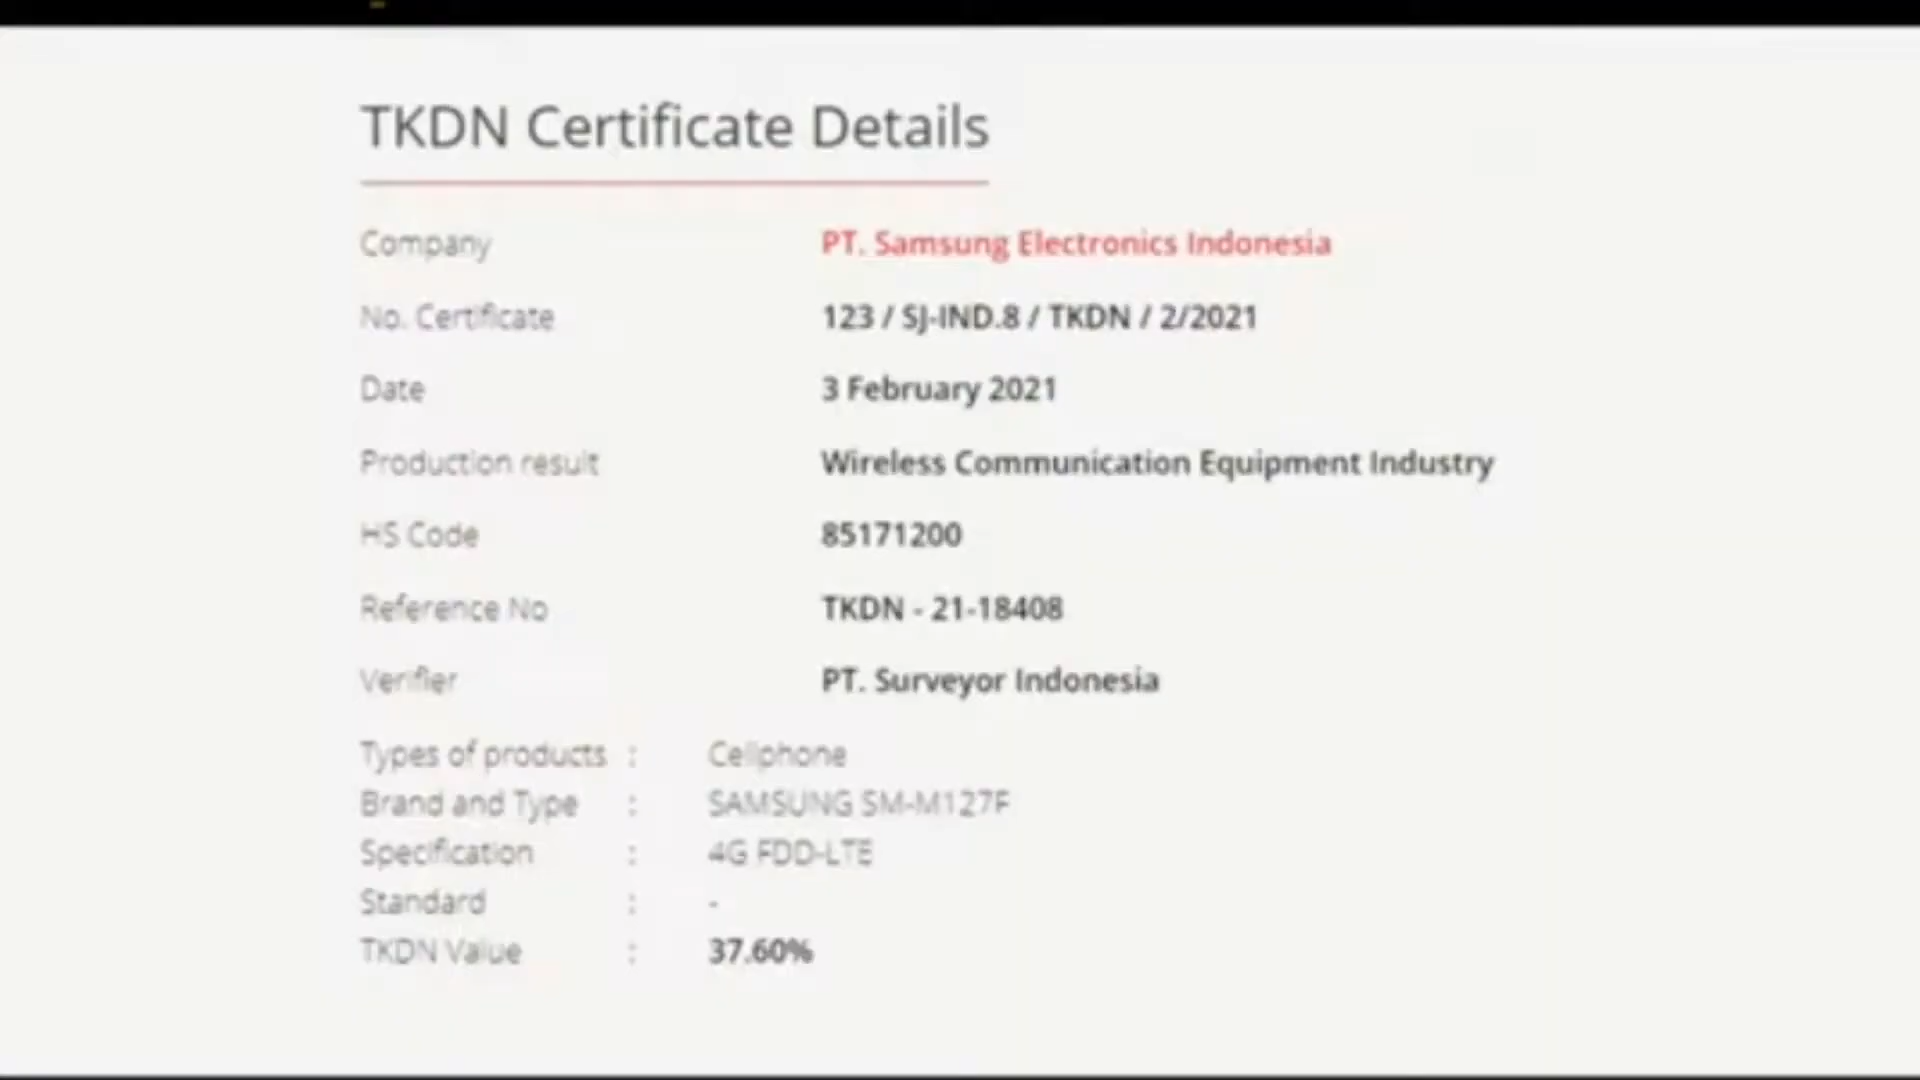 TKDN Certificate Details
Company PT. Samsung Electronics Indonesia
No. Certificate 123 / SJ-IND.8 / TKDN / 2/2021
Date 3 February 2021
Production result Wireless Communication Equipment Industry
HS Code 85171200
Reference No TKDN - 21-18408
Verifier PT. Surveyor Indonesia
Types of products : Cellphone
Brand and Type : SAMSUNG SM-M127F
Specification : 4G FDD-LTE
Standard : -
TKDN Value : 37.60%